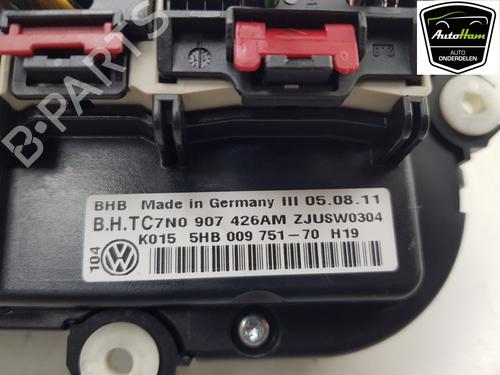 AutoHam
AUTO
ONDERDELEN
B-PARTS
BHB Made in Germany III 05.08.11
B.H.TC7N0 907 426AM ZJUSW0304
K015 5HB 009 751-70 H19
104